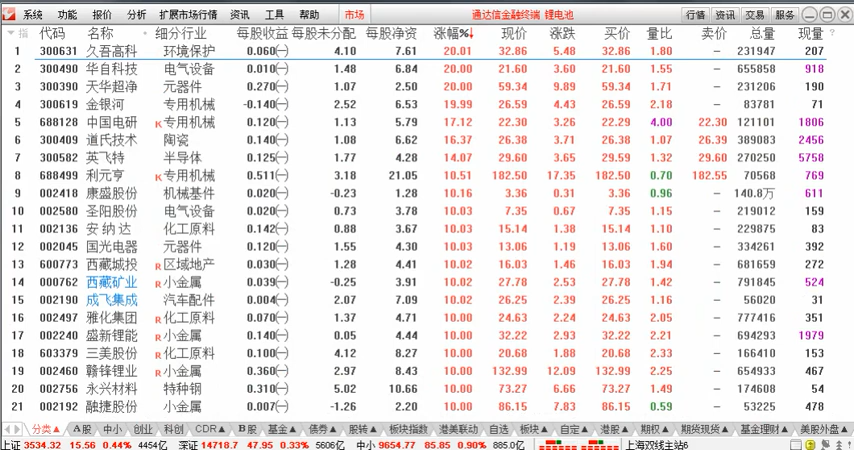 系统 功能 报价 分析 扩展市场行情 资讯 工具 帮助 市场 通达信金融终端 锂电池 行情 资讯 交易 服务
代码 名称 细分行业 每股收益 每股未分配 每股净资 涨幅%↓ 现价 涨跌 买价 量比 卖价 总量 现量
1 300631 久吾高科 环境保护 0.060㈠ 4.10 7.61 20.01 32.86 5.48 32.86 1.80 – 231947 207
2 300490 华自科技 电气设备 0.010㈠ 1.48 6.84 20.00 21.60 3.60 21.60 1.55 – 655858 918
3 300390 天华超净 元器件 0.270㈠ 1.07 2.50 20.00 59.34 9.89 59.34 1.71 – 231206 190
4 300619 金银河 专用机械 -0.140㈠ 2.52 6.53 19.99 26.59 4.43 26.59 2.18 – 83781 71
5 688128 中国电研 K 专用机械 0.120㈠ 1.13 5.79 17.12 22.30 3.26 22.29 4.00 22.30 121101 1806
6 300409 道氏技术 陶瓷 0.140㈠ 1.08 6.62 16.37 26.38 3.71 26.38 1.07 26.39 389083 2456
7 300582 英飞特 半导体 0.125㈠ 1.77 4.28 14.07 29.60 3.65 29.59 1.32 29.60 270250 5758
8 688499 利元亨 K 专用机械 0.511㈠ 3.18 21.05 10.51 182.50 17.35 182.50 0.70 182.55 70568 769
9 002418 康盛股份 机械基件 0.020㈠ -0.23 1.28 10.16 3.36 0.31 3.36 0.96 – 140.8万 611
10 002580 圣阳股份 电气设备 0.020㈠ 0.73 3.78 10.03 7.35 0.67 7.35 1.15 – 219012 159
11 002136 安纳达 化工原料 0.142㈠ 0.88 3.67 10.03 15.14 1.38 15.14 1.10 – 229875 83
12 002045 国光电器 元器件 0.120㈠ 1.55 4.30 10.03 13.06 1.19 13.06 1.60 – 334261 392
13 600773 西藏城投 R 区域地产 0.030㈠ 1.28 4.41 10.02 16.03 1.46 16.03 1.94 – 681659 272
14 000762 西藏矿业 R 小金属 0.039㈠ -0.25 3.91 10.02 27.78 2.53 27.78 1.42 – 791845 524
15 002190 成飞集成 汽车配件 0.004㈠ 2.07 7.09 10.02 26.25 2.39 26.25 1.16 – 56020 31
16 002497 雅化集团 R 化工原料 0.070㈠ 1.37 4.71 10.00 24.63 2.24 24.63 2.05 – 777416 351
17 002240 盛新锂能 R 小金属 0.140㈠ 0.05 4.44 10.00 32.22 2.93 32.22 2.21 – 694293 1979
18 603379 三美股份 R 化工原料 0.100㈠ 4.12 8.27 10.00 20.68 1.88 20.68 2.33 – 166410 153
19 002460 赣锋锂业 R 小金属 0.360㈠ 2.97 8.43 10.00 132.99 12.09 132.99 2.25 – 654933 467
20 002756 永兴材料 特种钢 0.310㈠ 5.02 10.66 10.00 73.27 6.66 73.27 1.49 – 174608 54
21 002192 融捷股份 小金属 0.007㈠ -1.26 2.20 10.00 86.15 7.83 86.15 0.59 – 53225 478
分类▲ A股 中小 创业 科创 CDR▲ B股 基金▲ 债券▲ 股转▲ 板块指数 港美联动 自选 板块▲ 自定▲ 港股▲ 期权▲ 期货现货▲ 基金理财▲ 美股外盘▲
上证 3534.32 15.56 0.44% 4454亿 深证 14718.7 47.95 0.33% 5606亿 中小 9654.77 85.85 0.90% 885.0亿 上海双线主站6